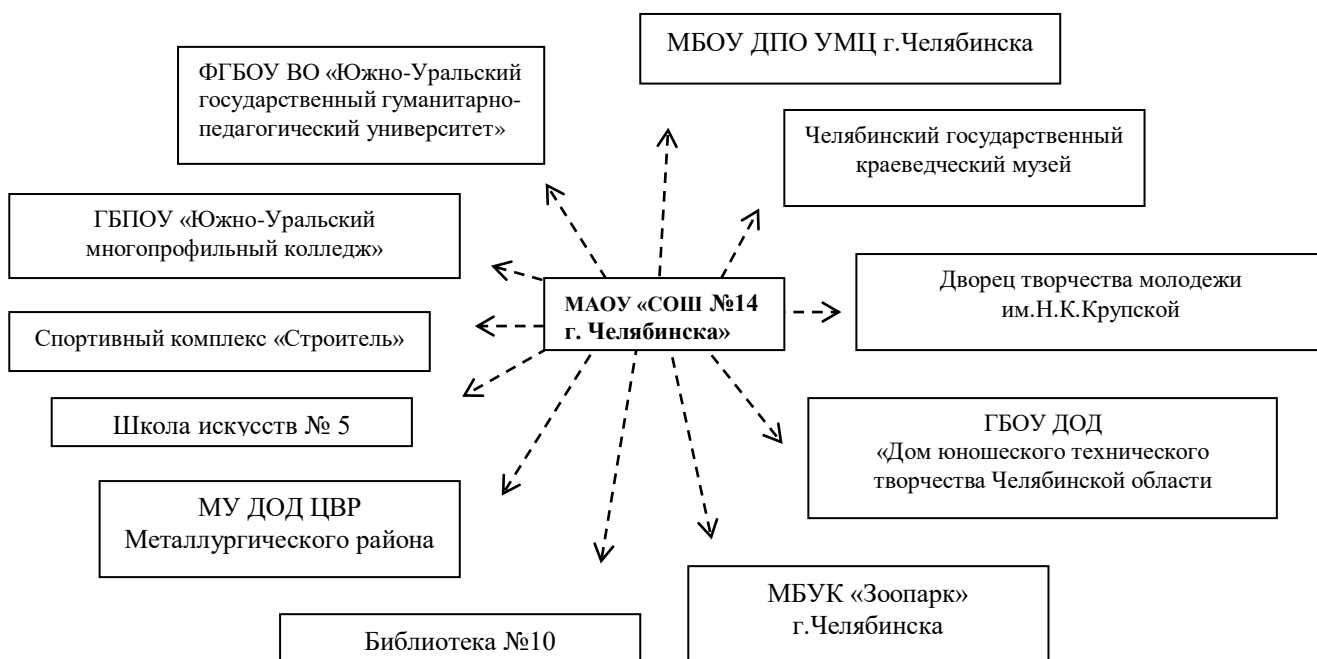 МБОУ ДПО УМЦ г.Челябинска
ФГБОУ ВО «Южно-Уральский
государственный гуманитарно-
педагогический университет»
Челябинский государственный
краеведческий музей
ГБПОУ «Южно-Уральский
многопрофильный колледж»
МАОУ «СОШ №14
г. Челябинска»
Дворец творчества молодежи
им.Н.К.Крупской
Спортивный комплекс «Строитель»
Школа искусств № 5
ГБОУ ДОД
«Дом юношеского технического
творчества Челябинской области
МУ ДОД ЦВР
Металлургического района
МБУК «Зоопарк»
г.Челябинска
Библиотека №10